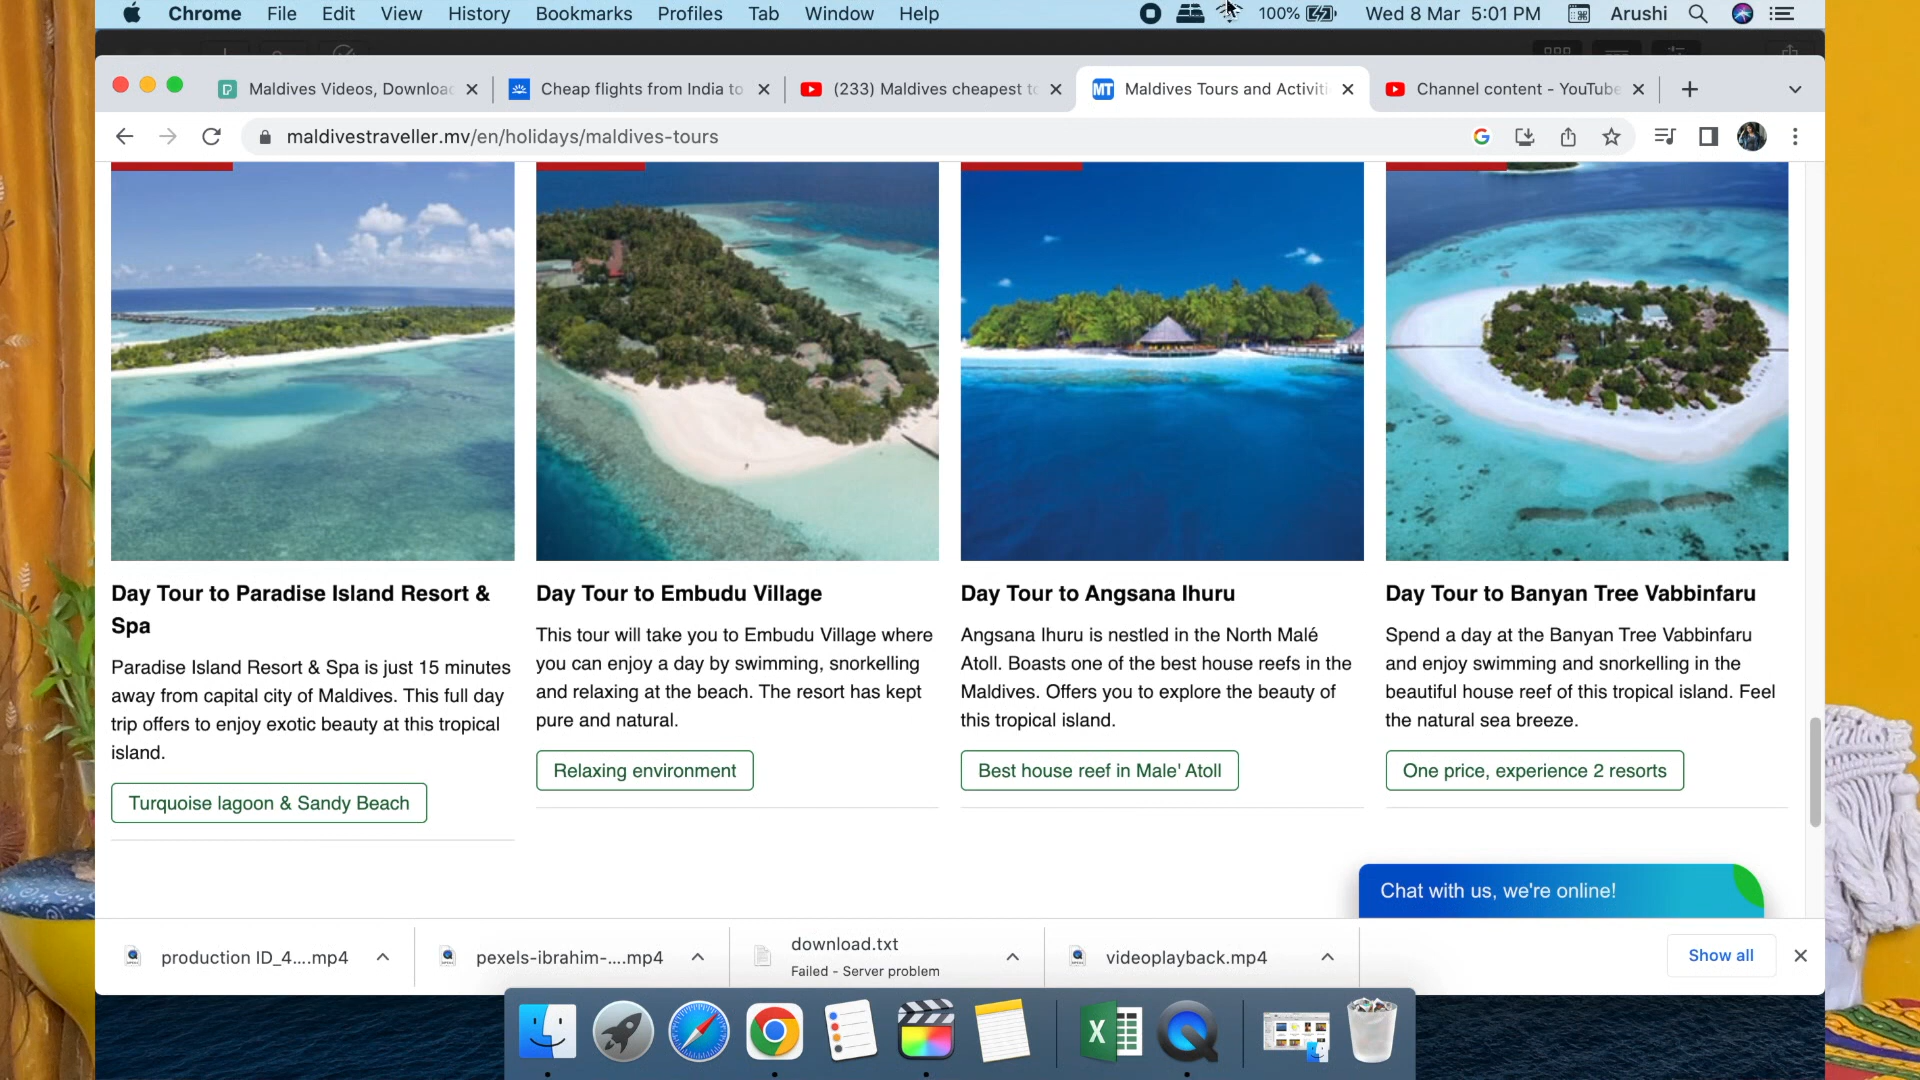 Chrome File Edit View History Bookmarks Profiles Tab Window Help 100% Wed 8 Mar 5:01 PM Arushi
Maldives Videos, Downloa Cheap flights from India to (233) Maldives cheapest to MT Maldives Tours and Activiti Channel content - YouTube
maldivestraveller.mv/en/holidays/maldives-tours
Day Tour to Paradise Island Resort &
Spa
Paradise Island Resort & Spa is just 15 minutes
away from capital city of Maldives. This full day
trip offers to enjoy exotic beauty at this tropical
island.
Turquoise lagoon & Sandy Beach
Day Tour to Embudu Village
This tour will take you to Embudu Village where
you can enjoy a day by swimming, snorkelling
and relaxing at the beach. The resort has kept
pure and natural.
Relaxing environment
Day Tour to Angsana Ihuru
Angsana Ihuru is nestled in the North Malé
Atoll. Boasts one of the best house reefs in the
Maldives. Offers you to explore the beauty of
this tropical island.
Best house reef in Male' Atoll
Day Tour to Banyan Tree Vabbinfaru
Spend a day at the Banyan Tree Vabbinfaru
and enjoy swimming and snorkelling in the
beautiful house reef of this tropical island. Feel
the natural sea breeze.
One price, experience 2 resorts
Chat with us, we're online!
production ID_4....mp4
pexels-ibrahim-....mp4
download.txt
Failed - Server problem
videoplayback.mp4
Show all